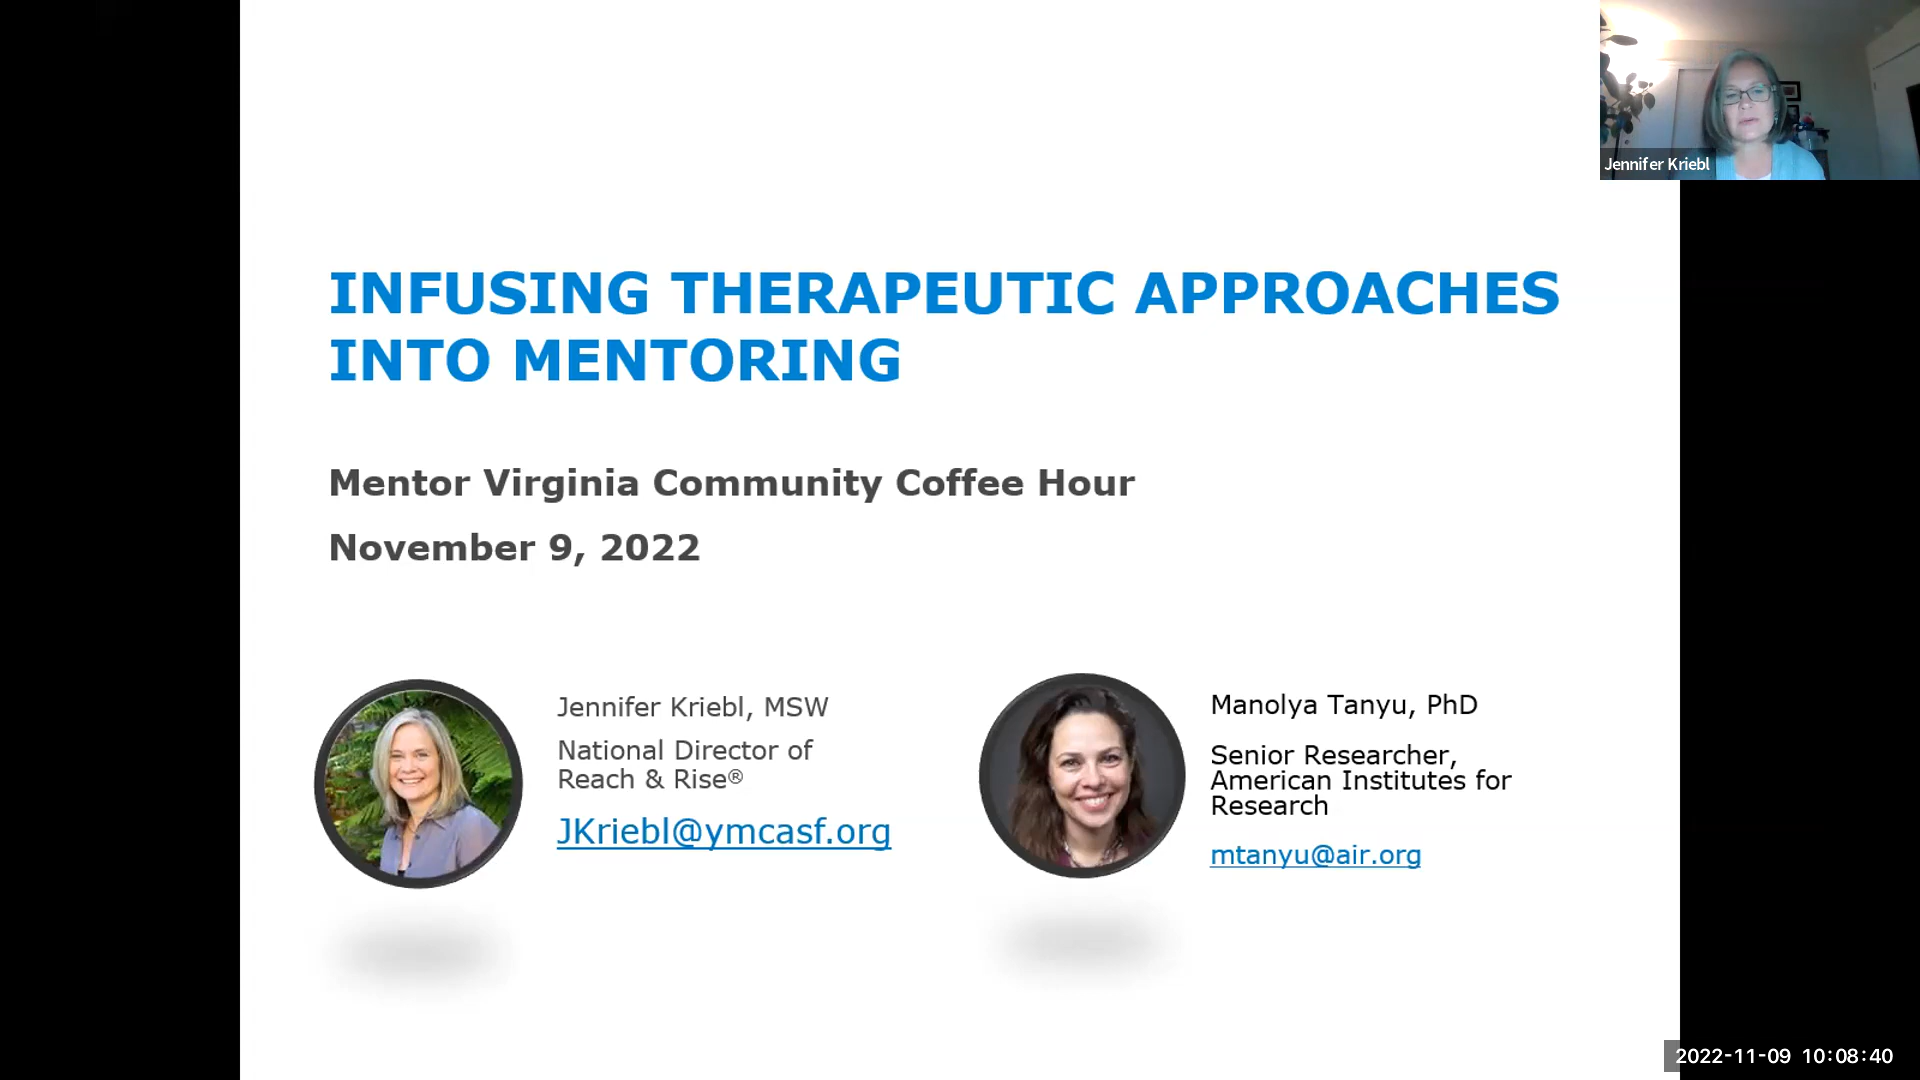 Jennifer Kriebl
INFUSING THERAPEUTIC APPROACHES
INTO MENTORING
Mentor Virginia Community Coffee Hour
November 9, 2022
Jennifer Kriebl, MSW
National Director of
Reach & Rise®
JKriebl@ymcasf.org
Manolya Tanyu, PhD
Senior Researcher,
American Institutes for
Research
mtanyu@air.org
2022-11-09 10:08:40